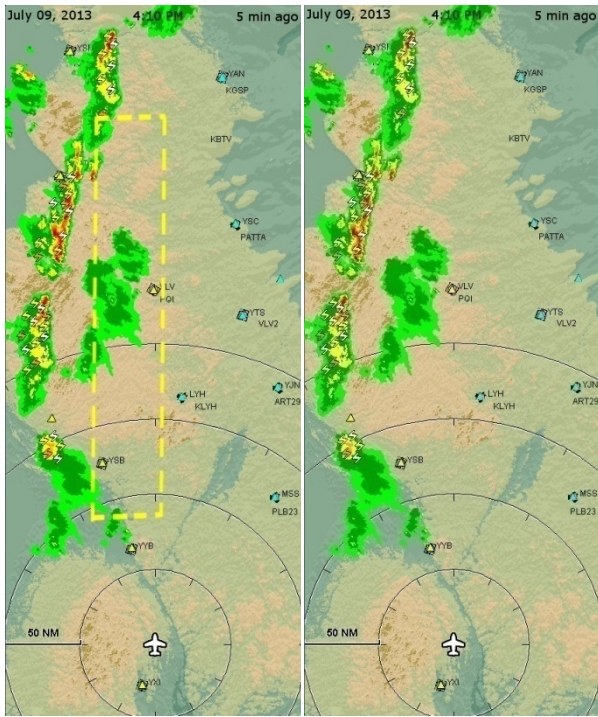 July 09, 2013 4:10 PM 5 min ago
YSI
YAN
KGSP
KBTV
YSC
PATTA
VLV
PQI
YTS
VLV2
LYH
KLYH
YJN
ART29
YSB
MSS
PLB23
YYB
50 NM
YXI
July 09, 2013 4:10 PM 5 min ago
YSI
YAN
KGSP
KBTV
YSC
PATTA
VLV
PQI
YTS
VLV2
LYH
KLYH
YJN
ART29
YSB
MSS
PLB23
YYB
50 NM
YXI